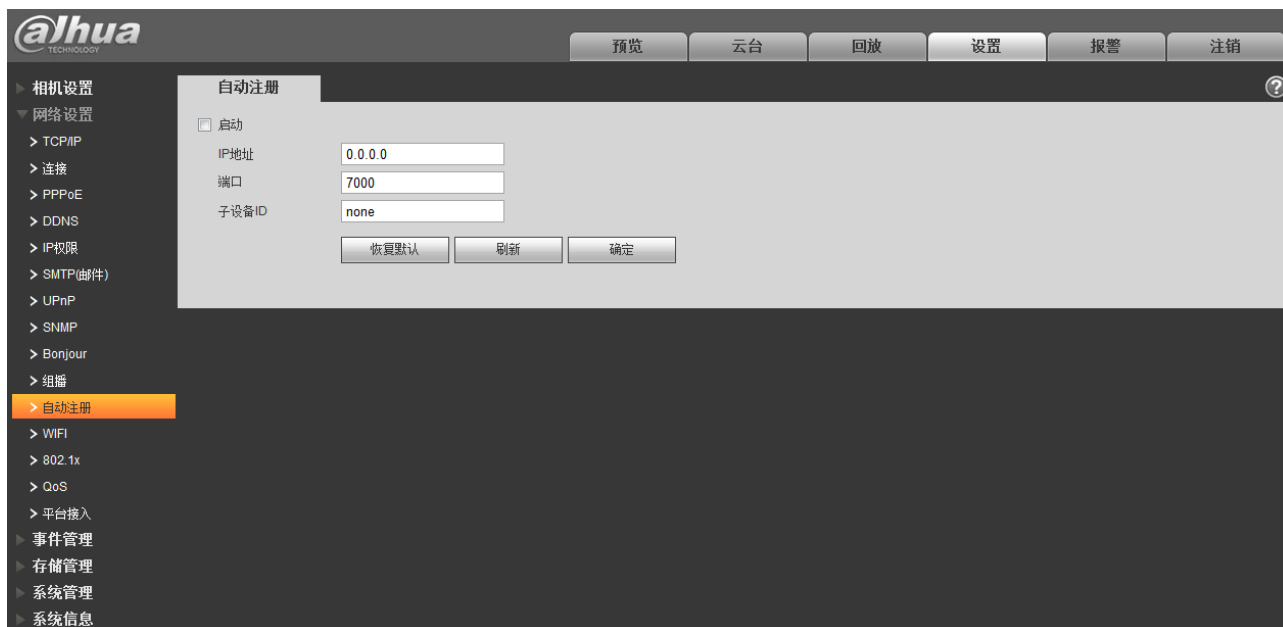 alhua
TECHNOLOGY
预览 云台 回放 设置 报警 注销
相机设置
网络设置
TCP/IP
连接
PPPoE
DDNS
IP权限
SMTP(邮件)
UPnP
SNMP
Bonjour
组播
自动注册
WIFI
802.1x
QoS
平台接入
事件管理
存储管理
系统管理
系统信息
自动注册
?
启动
IP地址 0.0.0.0
端口 7000
子设备ID none
恢复默认 刷新 确定